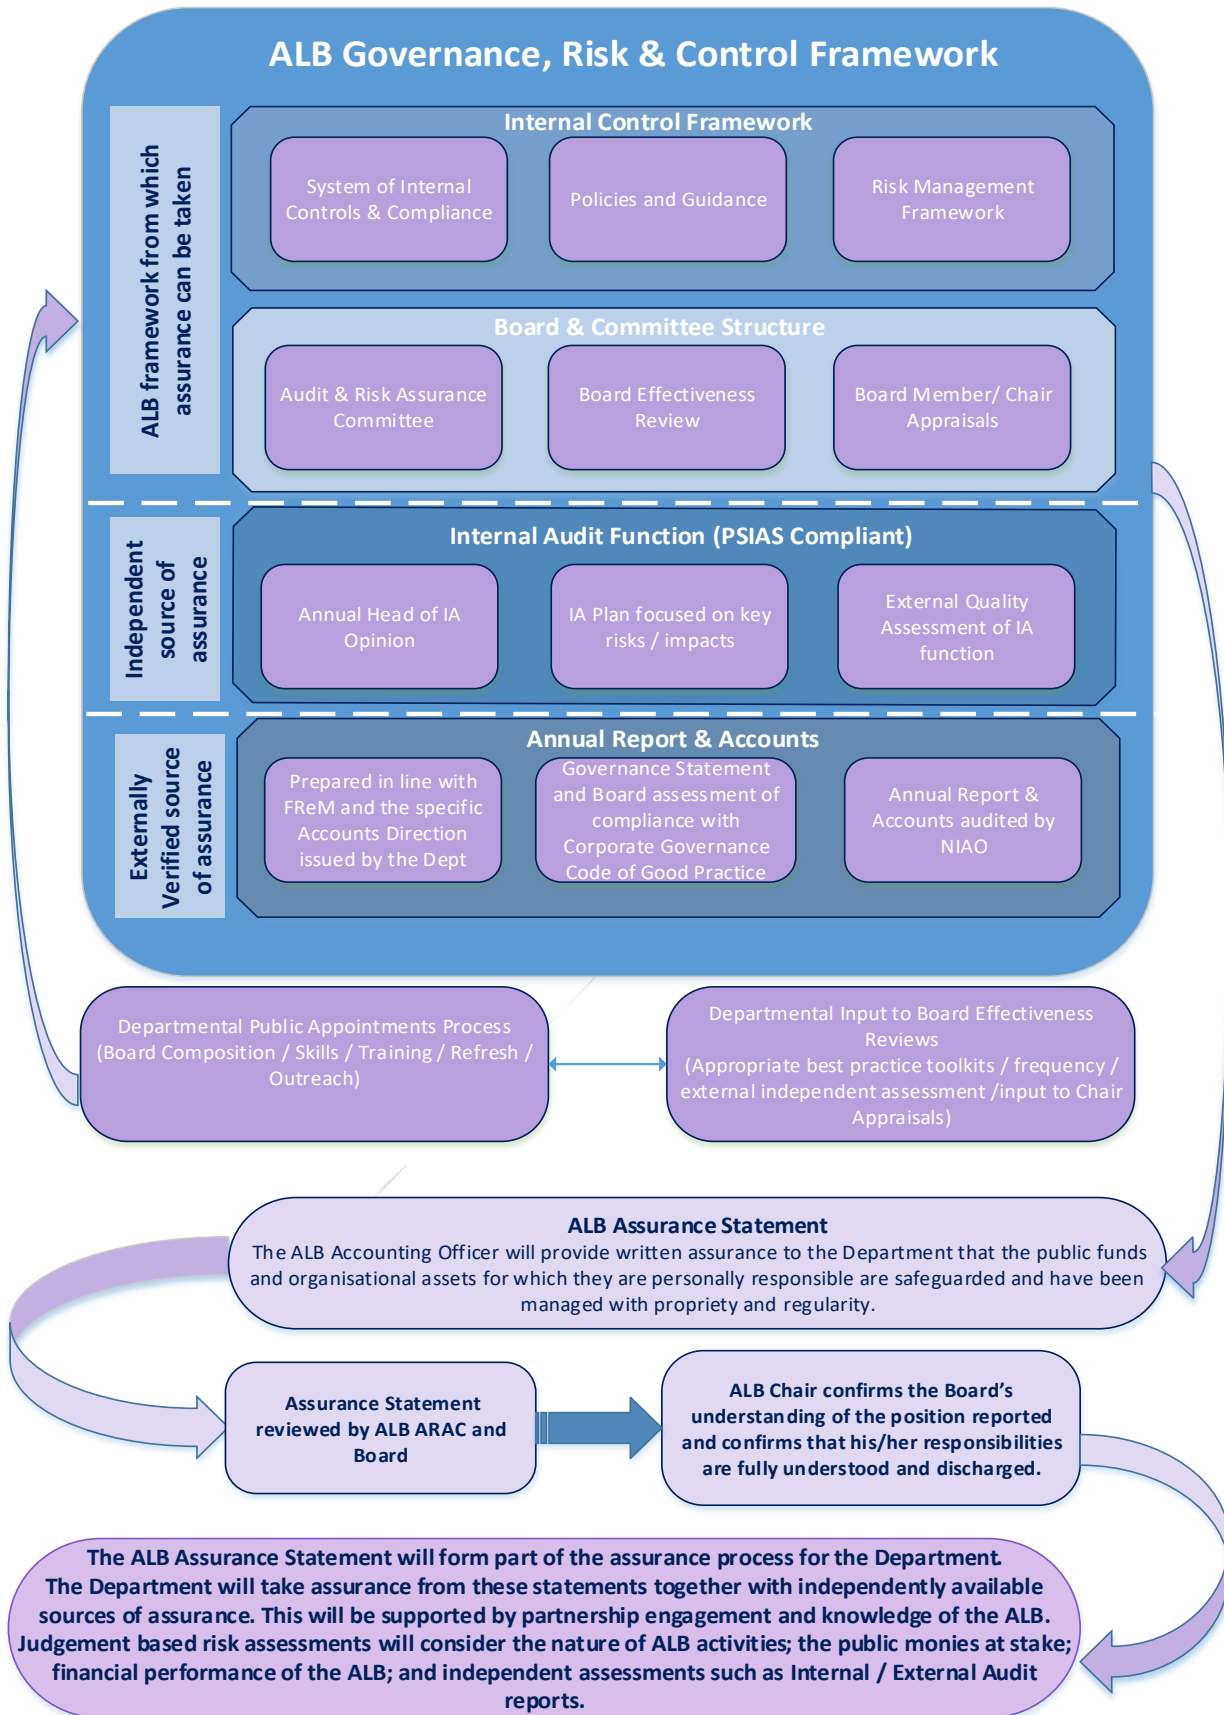 ALB Governance, Risk & Control Framework
ALB framework from which
assurance can be taken
Internal Control Framework
System of Internal
Controls & Compliance
Policies and Guidance
Risk Management
Framework
Board & Committee Structure
Audit & Risk Assurance
Committee
Board Effectiveness
Review
Board Member/ Chair
Appraisals
Independent
source of
assurance
Internal Audit Function (PSIAS Compliant)
Annual Head of IA
Opinion
IA Plan focused on key
risks / impacts
External Quality
Assessment of IA
function
Externally
Verified source
of assurance
Annual Report & Accounts
Prepared in line with
FReM and the specific
Accounts Direction
issued by the Dept
Governance Statement
and Board assessment of
compliance with
Corporate Governance
Code of Good Practice
Annual Report &
Accounts audited by
NIAO
Departmental Public Appointments Process
(Board Composition / Skills / Training / Refresh /
Outreach)
Departmental Input to Board Effectiveness
Reviews
(Appropriate best practice toolkits / frequency /
external independent assessment /input to Chair
Appraisals)
ALB Assurance Statement
The ALB Accounting Officer will provide written assurance to the Department that the public funds
and organisational assets for which they are personally responsible are safeguarded and have been
managed with propriety and regularity.
Assurance Statement
reviewed by ALB ARAC and
Board
ALB Chair confirms the Board’s
understanding of the position reported
and confirms that his/her responsibilities
are fully understood and discharged.
The ALB Assurance Statement will form part of the assurance process for the Department.
The Department will take assurance from these statements together with independently available
sources of assurance. This will be supported by partnership engagement and knowledge of the ALB.
Judgement based risk assessments will consider the nature of ALB activities; the public monies at stake;
financial performance of the ALB; and independent assessments such as Internal / External Audit
reports.